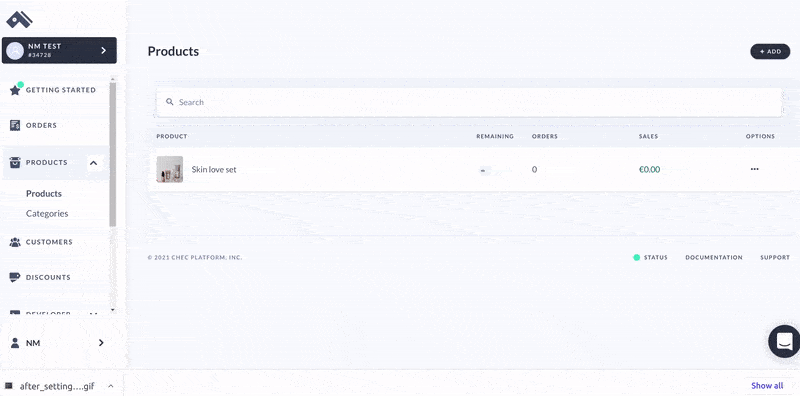 NM TEST
#34728
GETTING STARTED
ORDERS
PRODUCTS
Products
Categories
CUSTOMERS
DISCOUNTS
DEVELOPER
NM
Products
+ ADD
Search
PRODUCT REMAINING ORDERS SALES OPTIONS
Skin love set ∞ 0 €0.00 •••
© 2021 CHEC PLATFORM, INC. STATUS DOCUMENTATION SUPPORT
after_setting....gif Show all